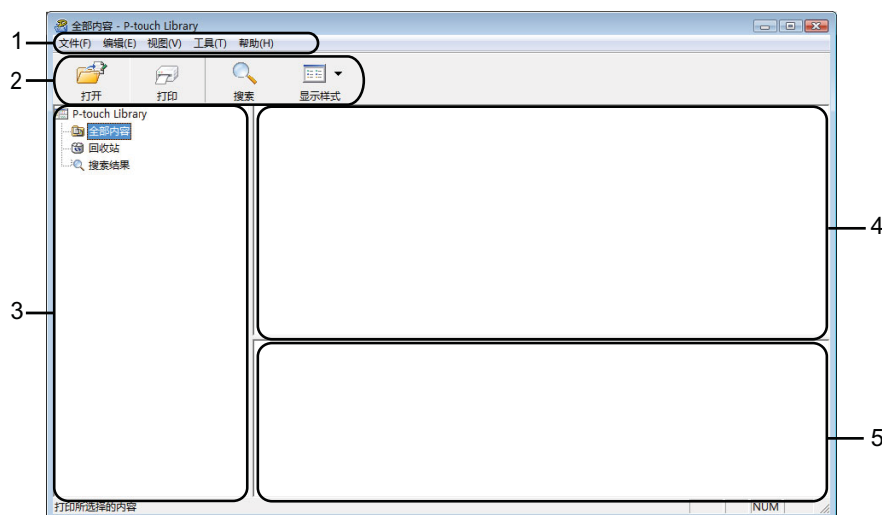 全部内容 - P-touch Library
1
文件(F) 编辑(E) 视图(V) 工具(T) 帮助(H)
2
打开 打印 搜索 显示样式
P-touch Library
全部内容
回收站
搜索结果
3
4
5
打印所选择的内容 NUM